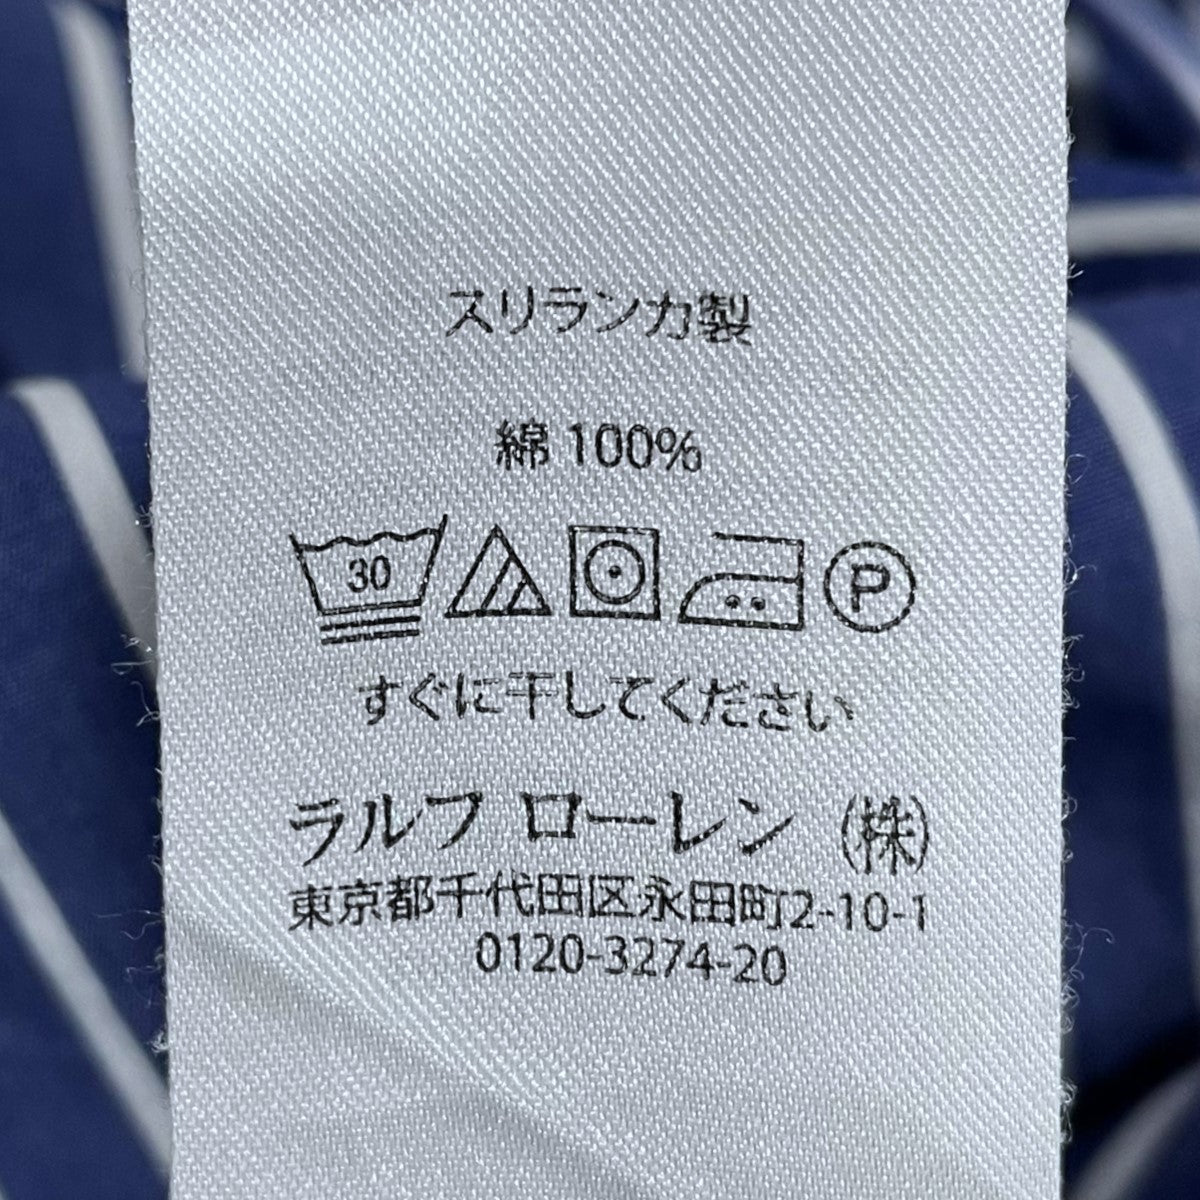 スリランカ製
綿 100%
30 P
すぐに干してください
ラルフ ローレン (株)
東京都千代田区永田町2-10-1
0120-3274-20